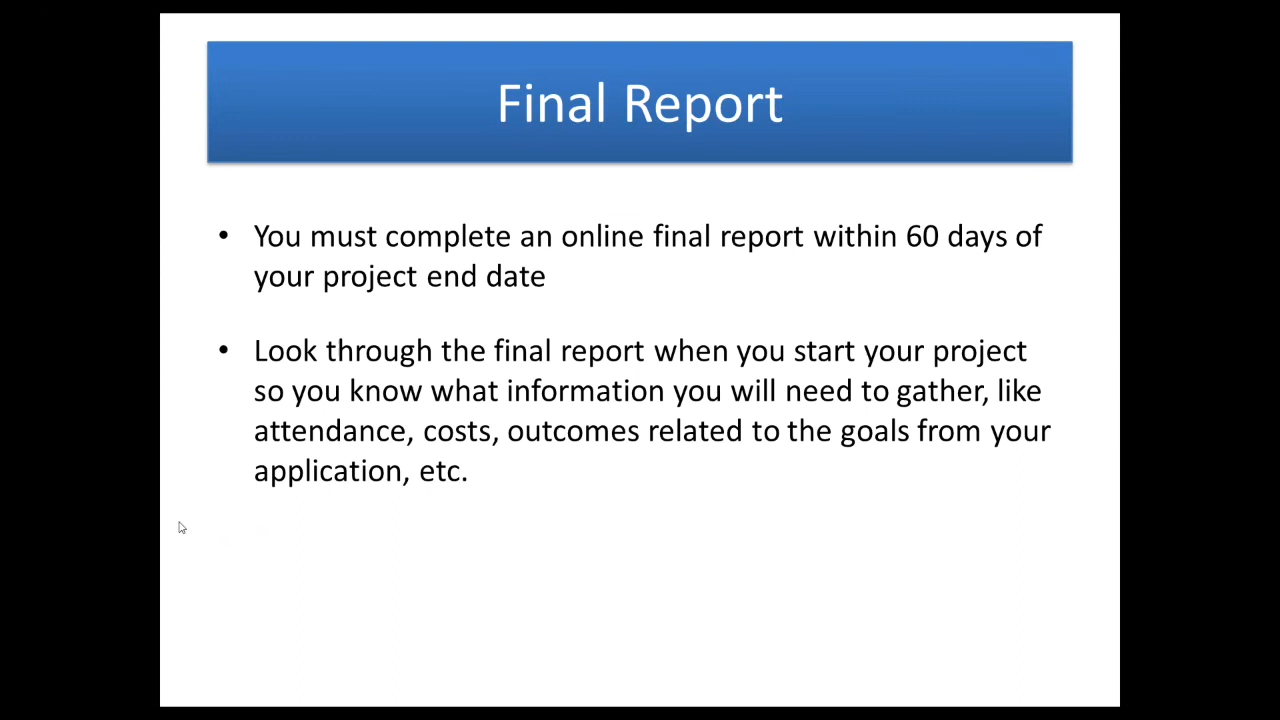 Final Report
• You must complete an online final report within 60 days of
your project end date
• Look through the final report when you start your project
so you know what information you will need to gather, like
attendance, costs, outcomes related to the goals from your
application, etc.